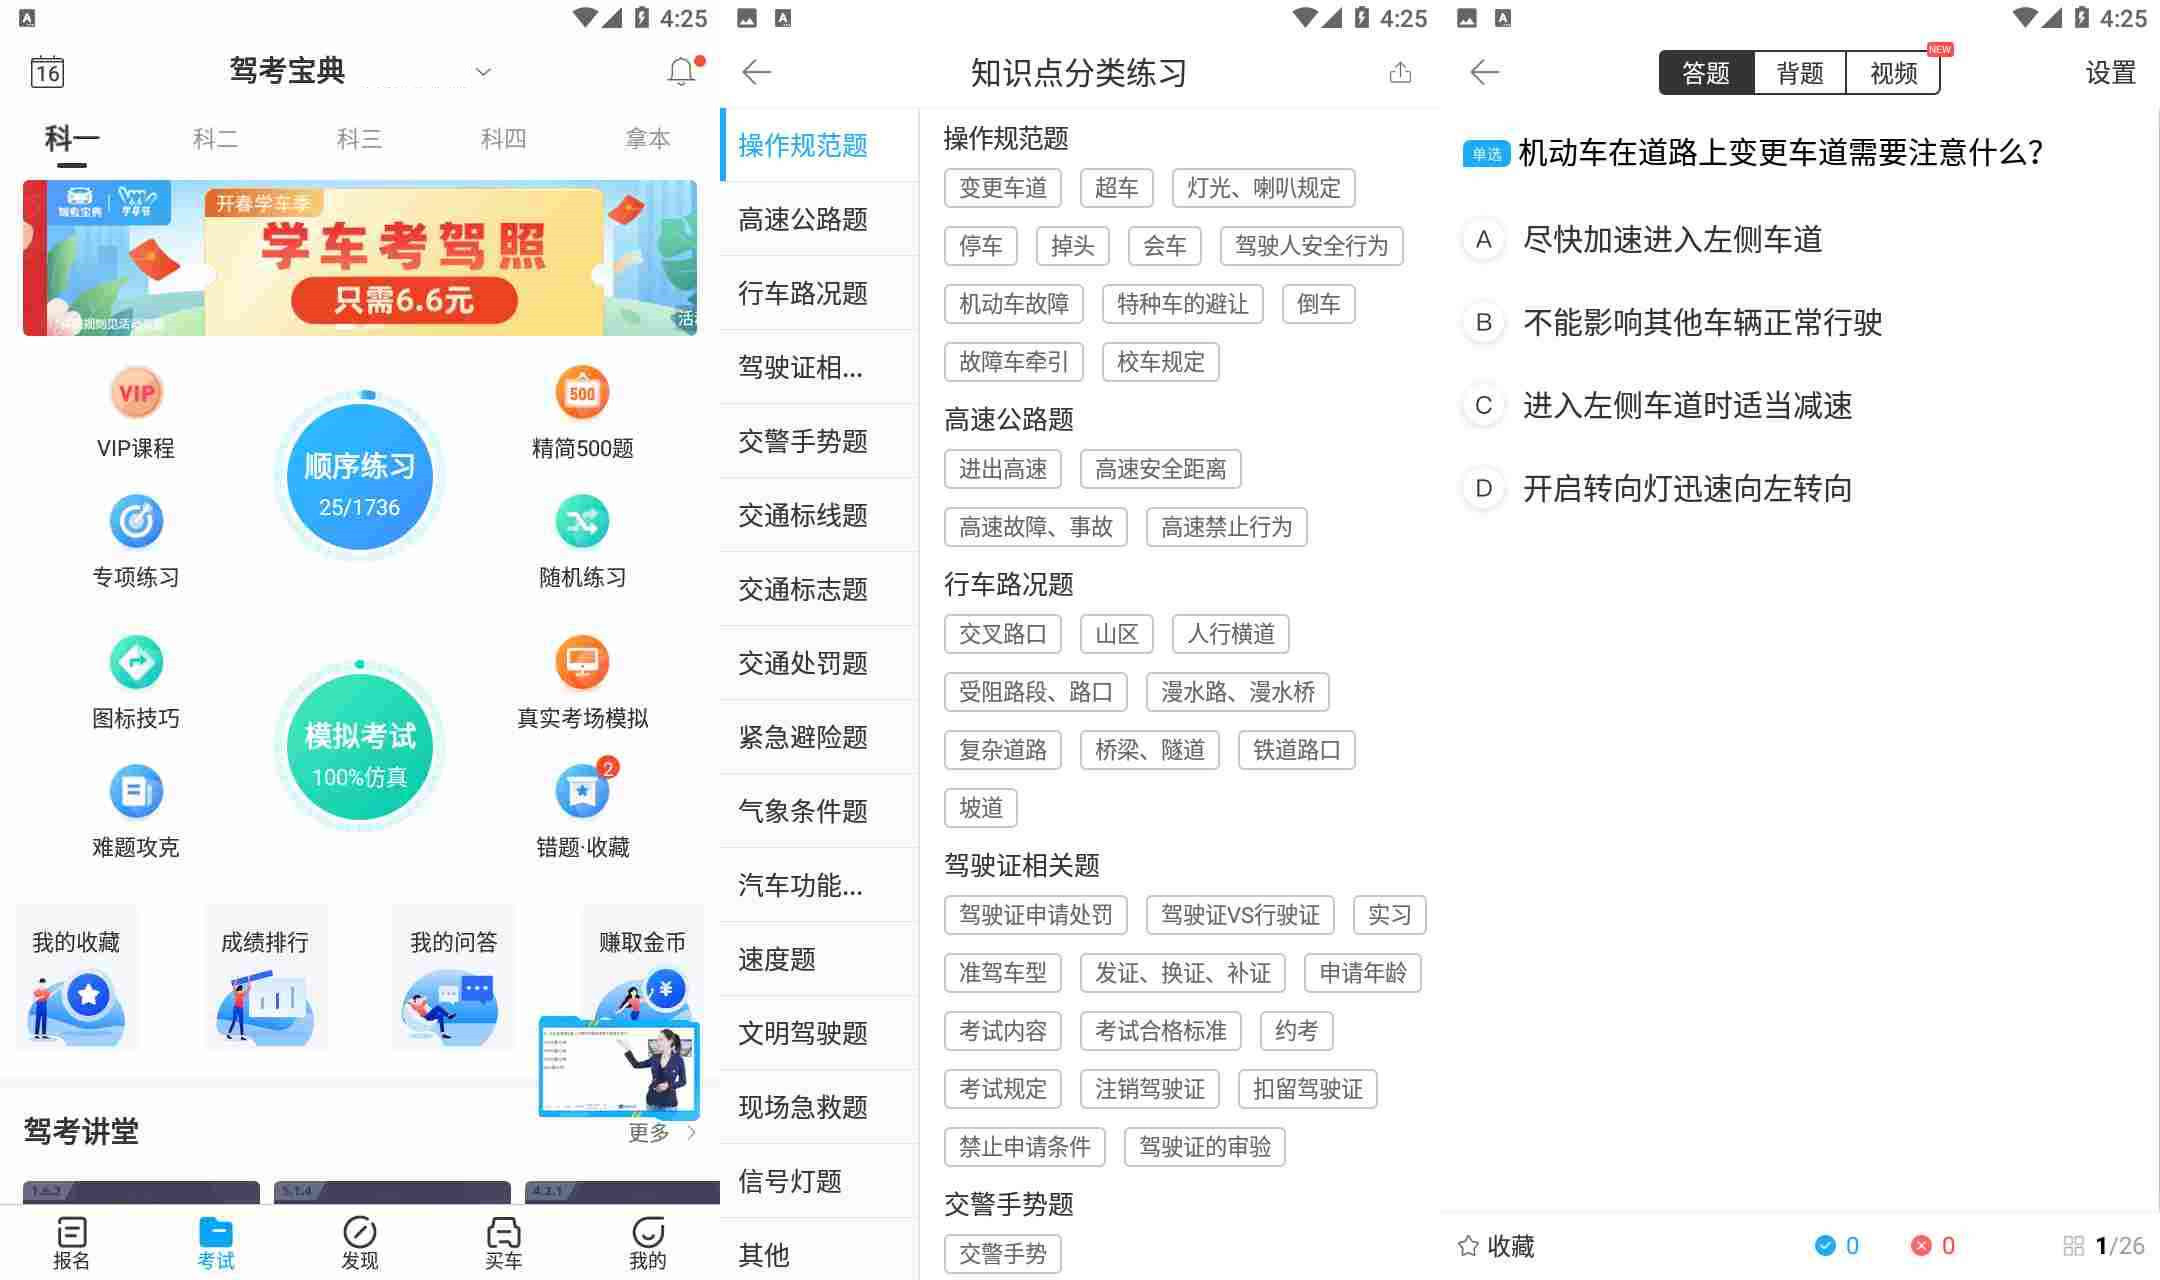 4:25
16
驾考宝典
科一
科二
科三
科四
拿本
驾考宝典
开春学车季
学车考驾照
只需6.6元
VIP
500
VIP课程
顺序练习
25/1736
精简500题
专项练习
随机练习
图标技巧
模拟考试
100%仿真
真实考场模拟
2
难题攻克
错题·收藏
我的收藏
成绩排行
我的问答
赚取金币
驾考讲堂
更多
1.6.2
5.1.4
4.2.1
报名
考试
发现
买车
我的
4:25
知识点分类练习
操作规范题
高速公路题
行车路况题
驾驶证相...
交警手势题
交通标线题
交通标志题
交通处罚题
紧急避险题
气象条件题
汽车功能...
速度题
文明驾驶题
现场急救题
信号灯题
其他
操作规范题
变更车道 超车 灯光、喇叭规定
停车 掉头 会车 驾驶人安全行为
机动车故障 特种车的避让 倒车
故障车牵引 校车规定
高速公路题
进出高速 高速安全距离
高速故障、事故 高速禁止行为
行车路况题
交叉路口 山区 人行横道
受阻路段、路口 漫水路、漫水桥
复杂道路 桥梁、隧道 铁道路口
坡道
驾驶证相关题
驾驶证申请处罚 驾驶证VS行驶证 实习
准驾车型 发证、换证、补证 申请年龄
考试内容 考试合格标准 约考
考试规定 注销驾驶证 扣留驾驶证
禁止申请条件 驾驶证的审验
交警手势题
交警手势
4:25
答题 背题 视频 NEW 设置
单选 机动车在道路上变更车道需要注意什么？
A 尽快加速进入左侧车道
B 不能影响其他车辆正常行驶
C 进入左侧车道时适当减速
D 开启转向灯迅速向左转向
收藏 0 0 1/26